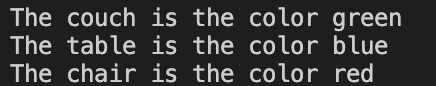 The couch is the color green
The table is the color blue
The chair is the color red